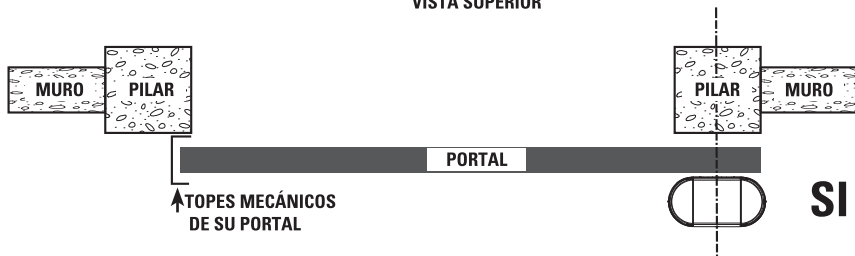 VISTA SUPERIOR
MURO
PILAR
PILAR
MURO
PORTAL
SI
TOPES MECÁNICOS
DE SU PORTAL